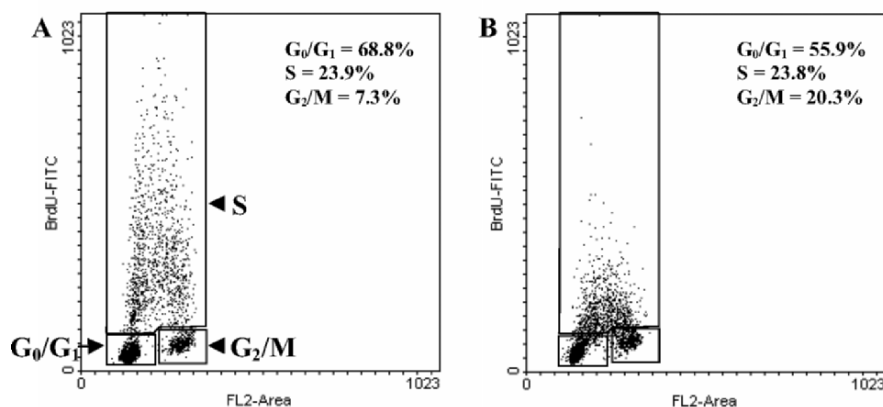 A
1023
G₀/G₁ = 68.8%
S = 23.9%
G₂/M = 7.3%
BrdU-FITC
S
G₀/G₁
G₂/M
0
0
1023
FL2-Area
B
1023
G₀/G₁ = 55.9%
S = 23.8%
G₂/M = 20.3%
BrdU-FITC
0
0
1023
FL2-Area